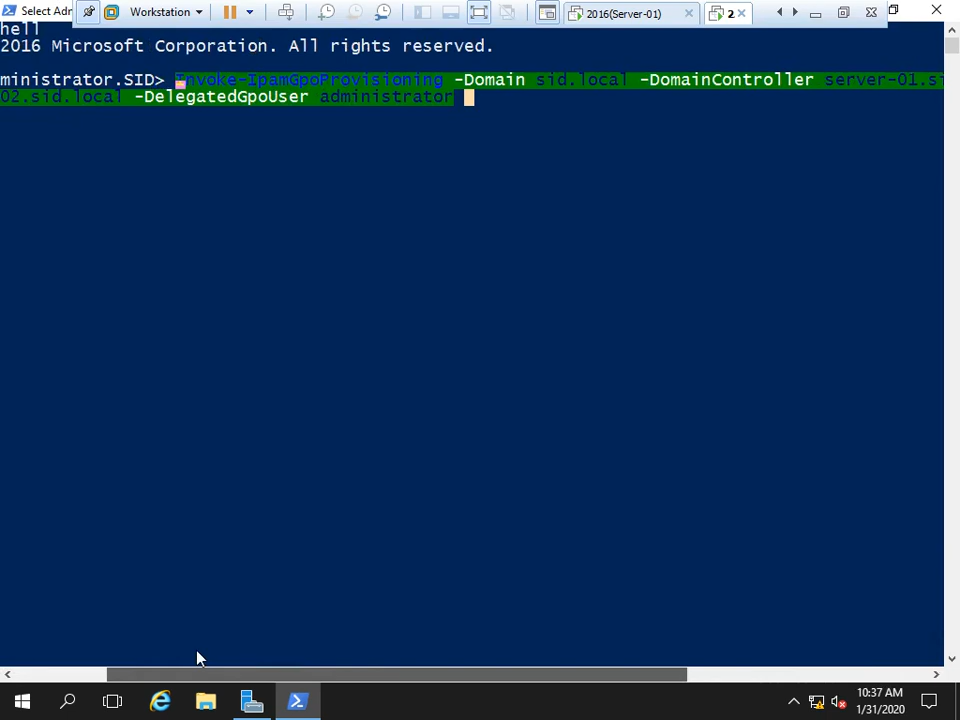 Select Adm
Workstation
2016(Server-01)
2
hell
2016 Microsoft Corporation. All rights reserved.
ministrator.SID> Invoke-IpamGpoProvisioning -Domain sid.local -DomainController server-01.si
02.sid.local -DelegatedGpoUser administrator
10:37 AM
1/31/2020